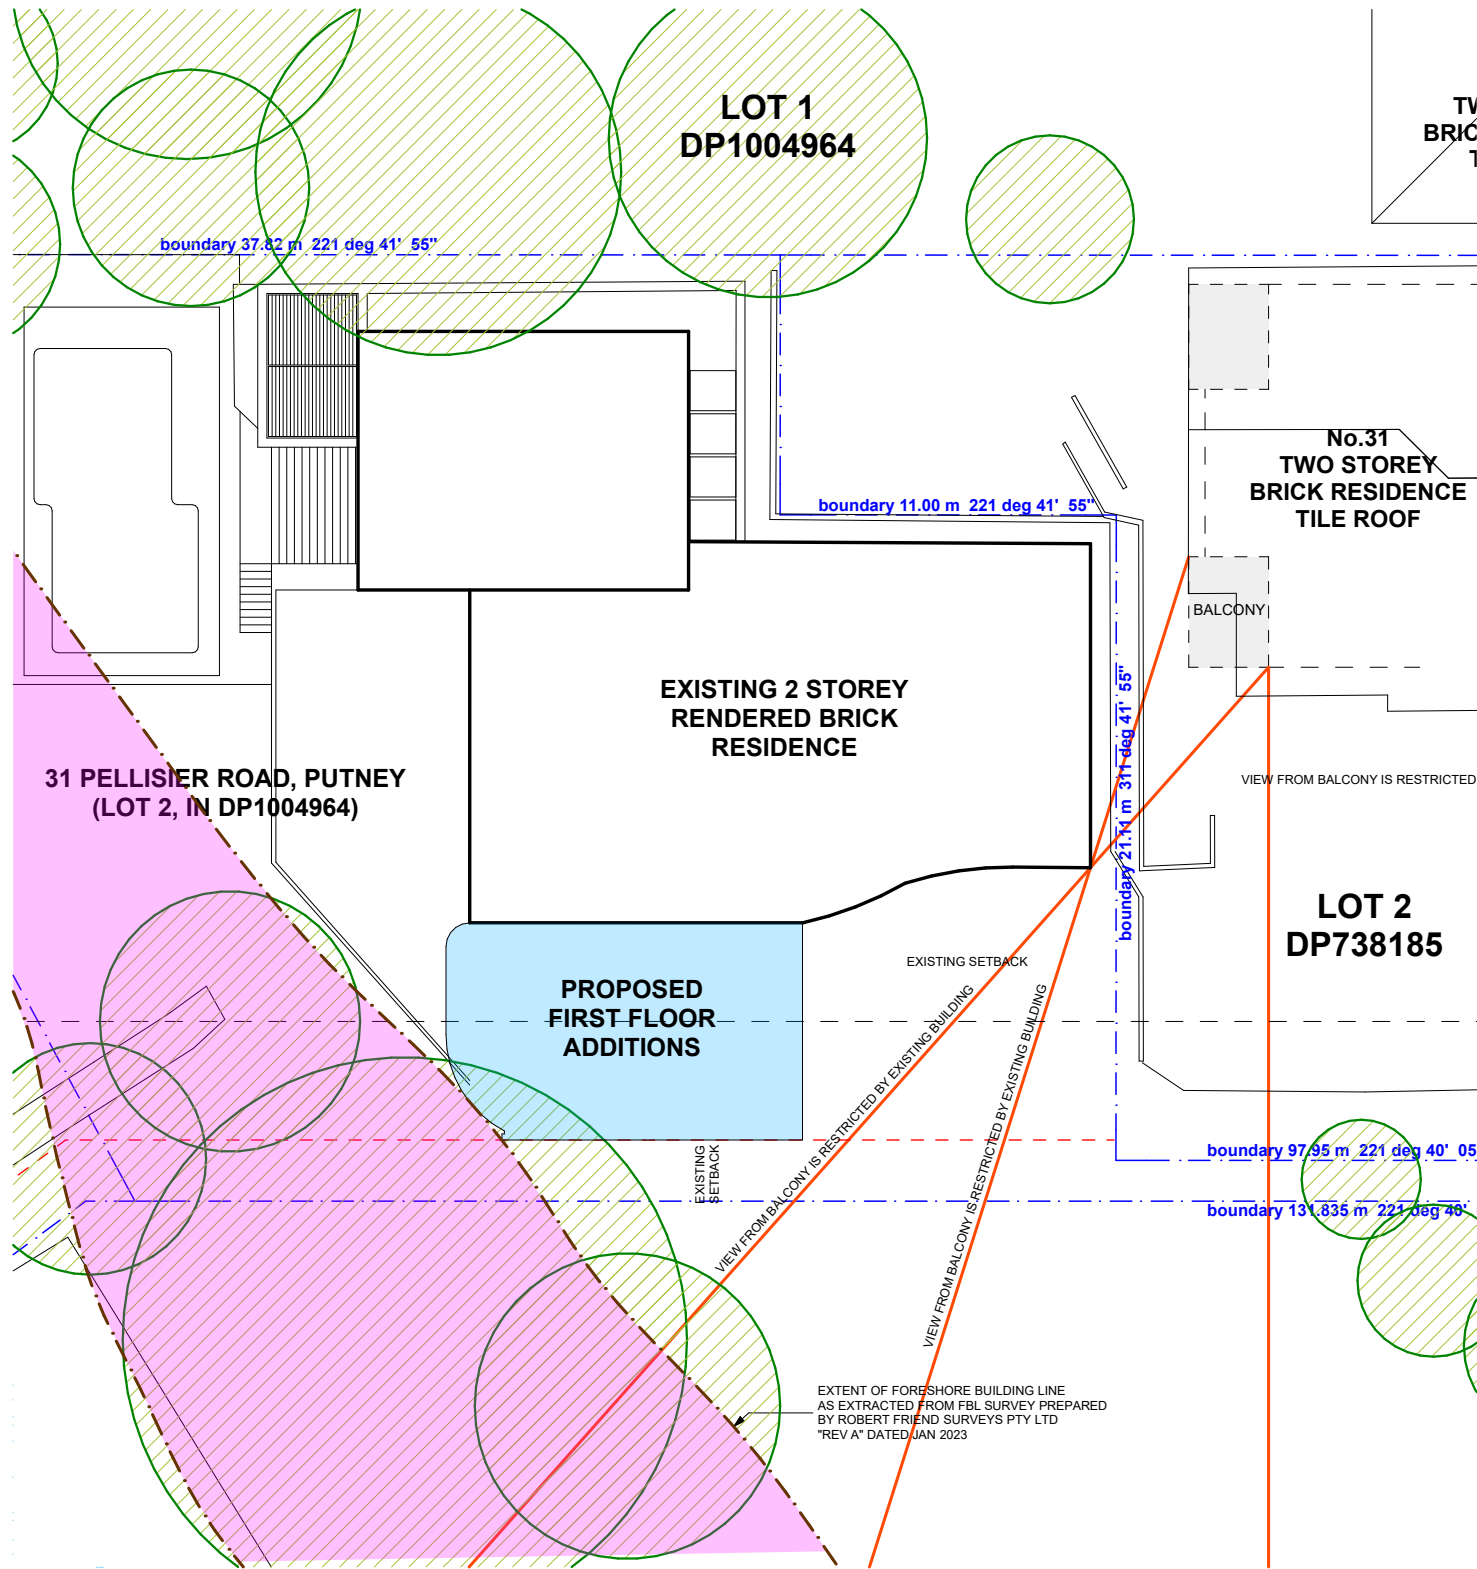 LOT 1
DP1004964
TW
BRIC
T
boundary 37.82 m 221 deg 41' 55"
No.31
TWO STOREY
BRICK RESIDENCE
TILE ROOF
boundary 11.00 m 221 deg 41' 55"
BALCONY
EXISTING 2 STOREY
RENDERED BRICK
RESIDENCE
boundary 21.11 m 311 deg 41' 55"
31 PELLISIER ROAD, PUTNEY
(LOT 2, IN DP1004964)
VIEW FROM BALCONY IS RESTRICTED
LOT 2
DP738185
EXISTING SETBACK
PROPOSED
FIRST FLOOR
ADDITIONS
VIEW FROM BALCONY IS RESTRICTED BY EXISTING BUILDING
VIEW FROM BALCONY IS RESTRICTED BY EXISTING BUILDING
EXISTING
SETBACK
boundary 97.95 m 221 deg 40' 05
boundary 131.835 m 221 deg 40'
EXTENT OF FORESHORE BUILDING LINE
AS EXTRACTED FROM FBL SURVEY PREPARED
BY ROBERT FRIEND SURVEYS PTY LTD
"REV A" DATED JAN 2023